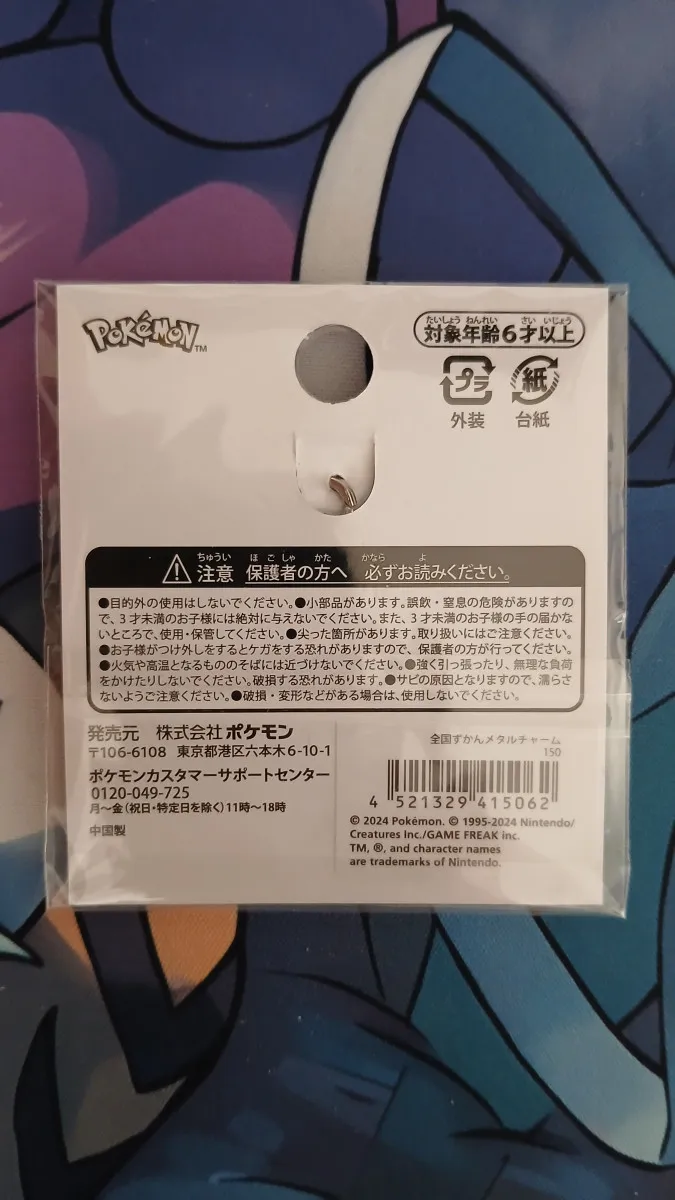 POKéMON TM
たいしょう ねんれい さい いじょう
対象年齢6才以上
プラ 紙
外装 台紙
ちゅうい ほ ご しゃ かた かなら よ
注意 保護者の方へ 必ずお読みください。
●目的外の使用はしないでください。●小部品があります。誤飲・窒息の危険がありますの
で、3才未満のお子様には絶対に与えないでください。また、3才未満のお子様の手の届かな
いところで、使用・保管してください。●尖った箇所があります。取り扱いにはご注意ください。
●お子様がつけ外しをするとケガをする恐れがありますので、保護者の方が行ってください。
●火気や高温となるもののそばには近づけないでください。●強く引っ張ったり、無理な負荷
をかけたりしないでください。破損する恐れがあります。●サビの原因となりますので、濡らさ
ないようご注意ください。●破損・変形などがある場合は、使用しないでください。
発売元 株式会社ポケモン
〒106-6108 東京都港区六本木6-10-1
ポケモンカスタマーサポートセンター
0120-049-725
月〜金(祝日・特定日を除く)11時〜18時
中国製
全国ずかんメタルチャーム
150
4 521329 415062
© 2024 Pokémon. © 1995-2024 Nintendo/
Creatures Inc./GAME FREAK inc.
TM, ®, and character names
are trademarks of Nintendo.